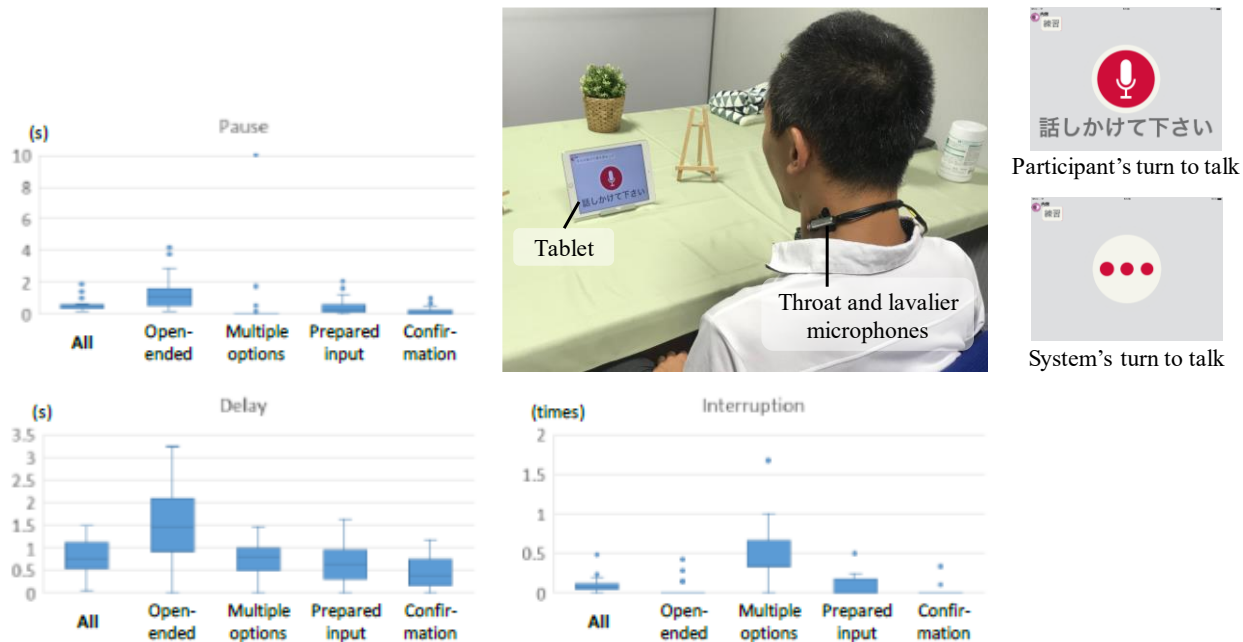 Pause
(s)
10
8
6
4
2
0
All
Open-
ended
Multiple
options
Prepared
input
Confir-
mation
話しかけて下さい
Tablet
Throat and lavalier
microphones
練習
話しかけて下さい
Participant's turn to talk
練習
System's turn to talk
Delay
(s)
3.5
3
2.5
2
1.5
1
0.5
0
All
Open-
ended
Multiple
options
Prepared
input
Confir-
mation
Interruption
(times)
2
1.5
1
0.5
0
All
Open-
ended
Multiple
options
Prepared
input
Confir-
mation